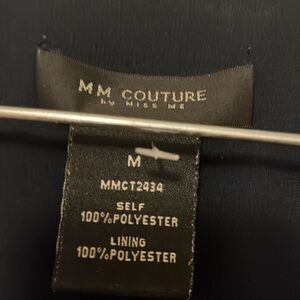 MM COUTURE
by MISS ME
M
MMCT2434
SELF
100%POLYESTER
LINING
100%POLYESTER